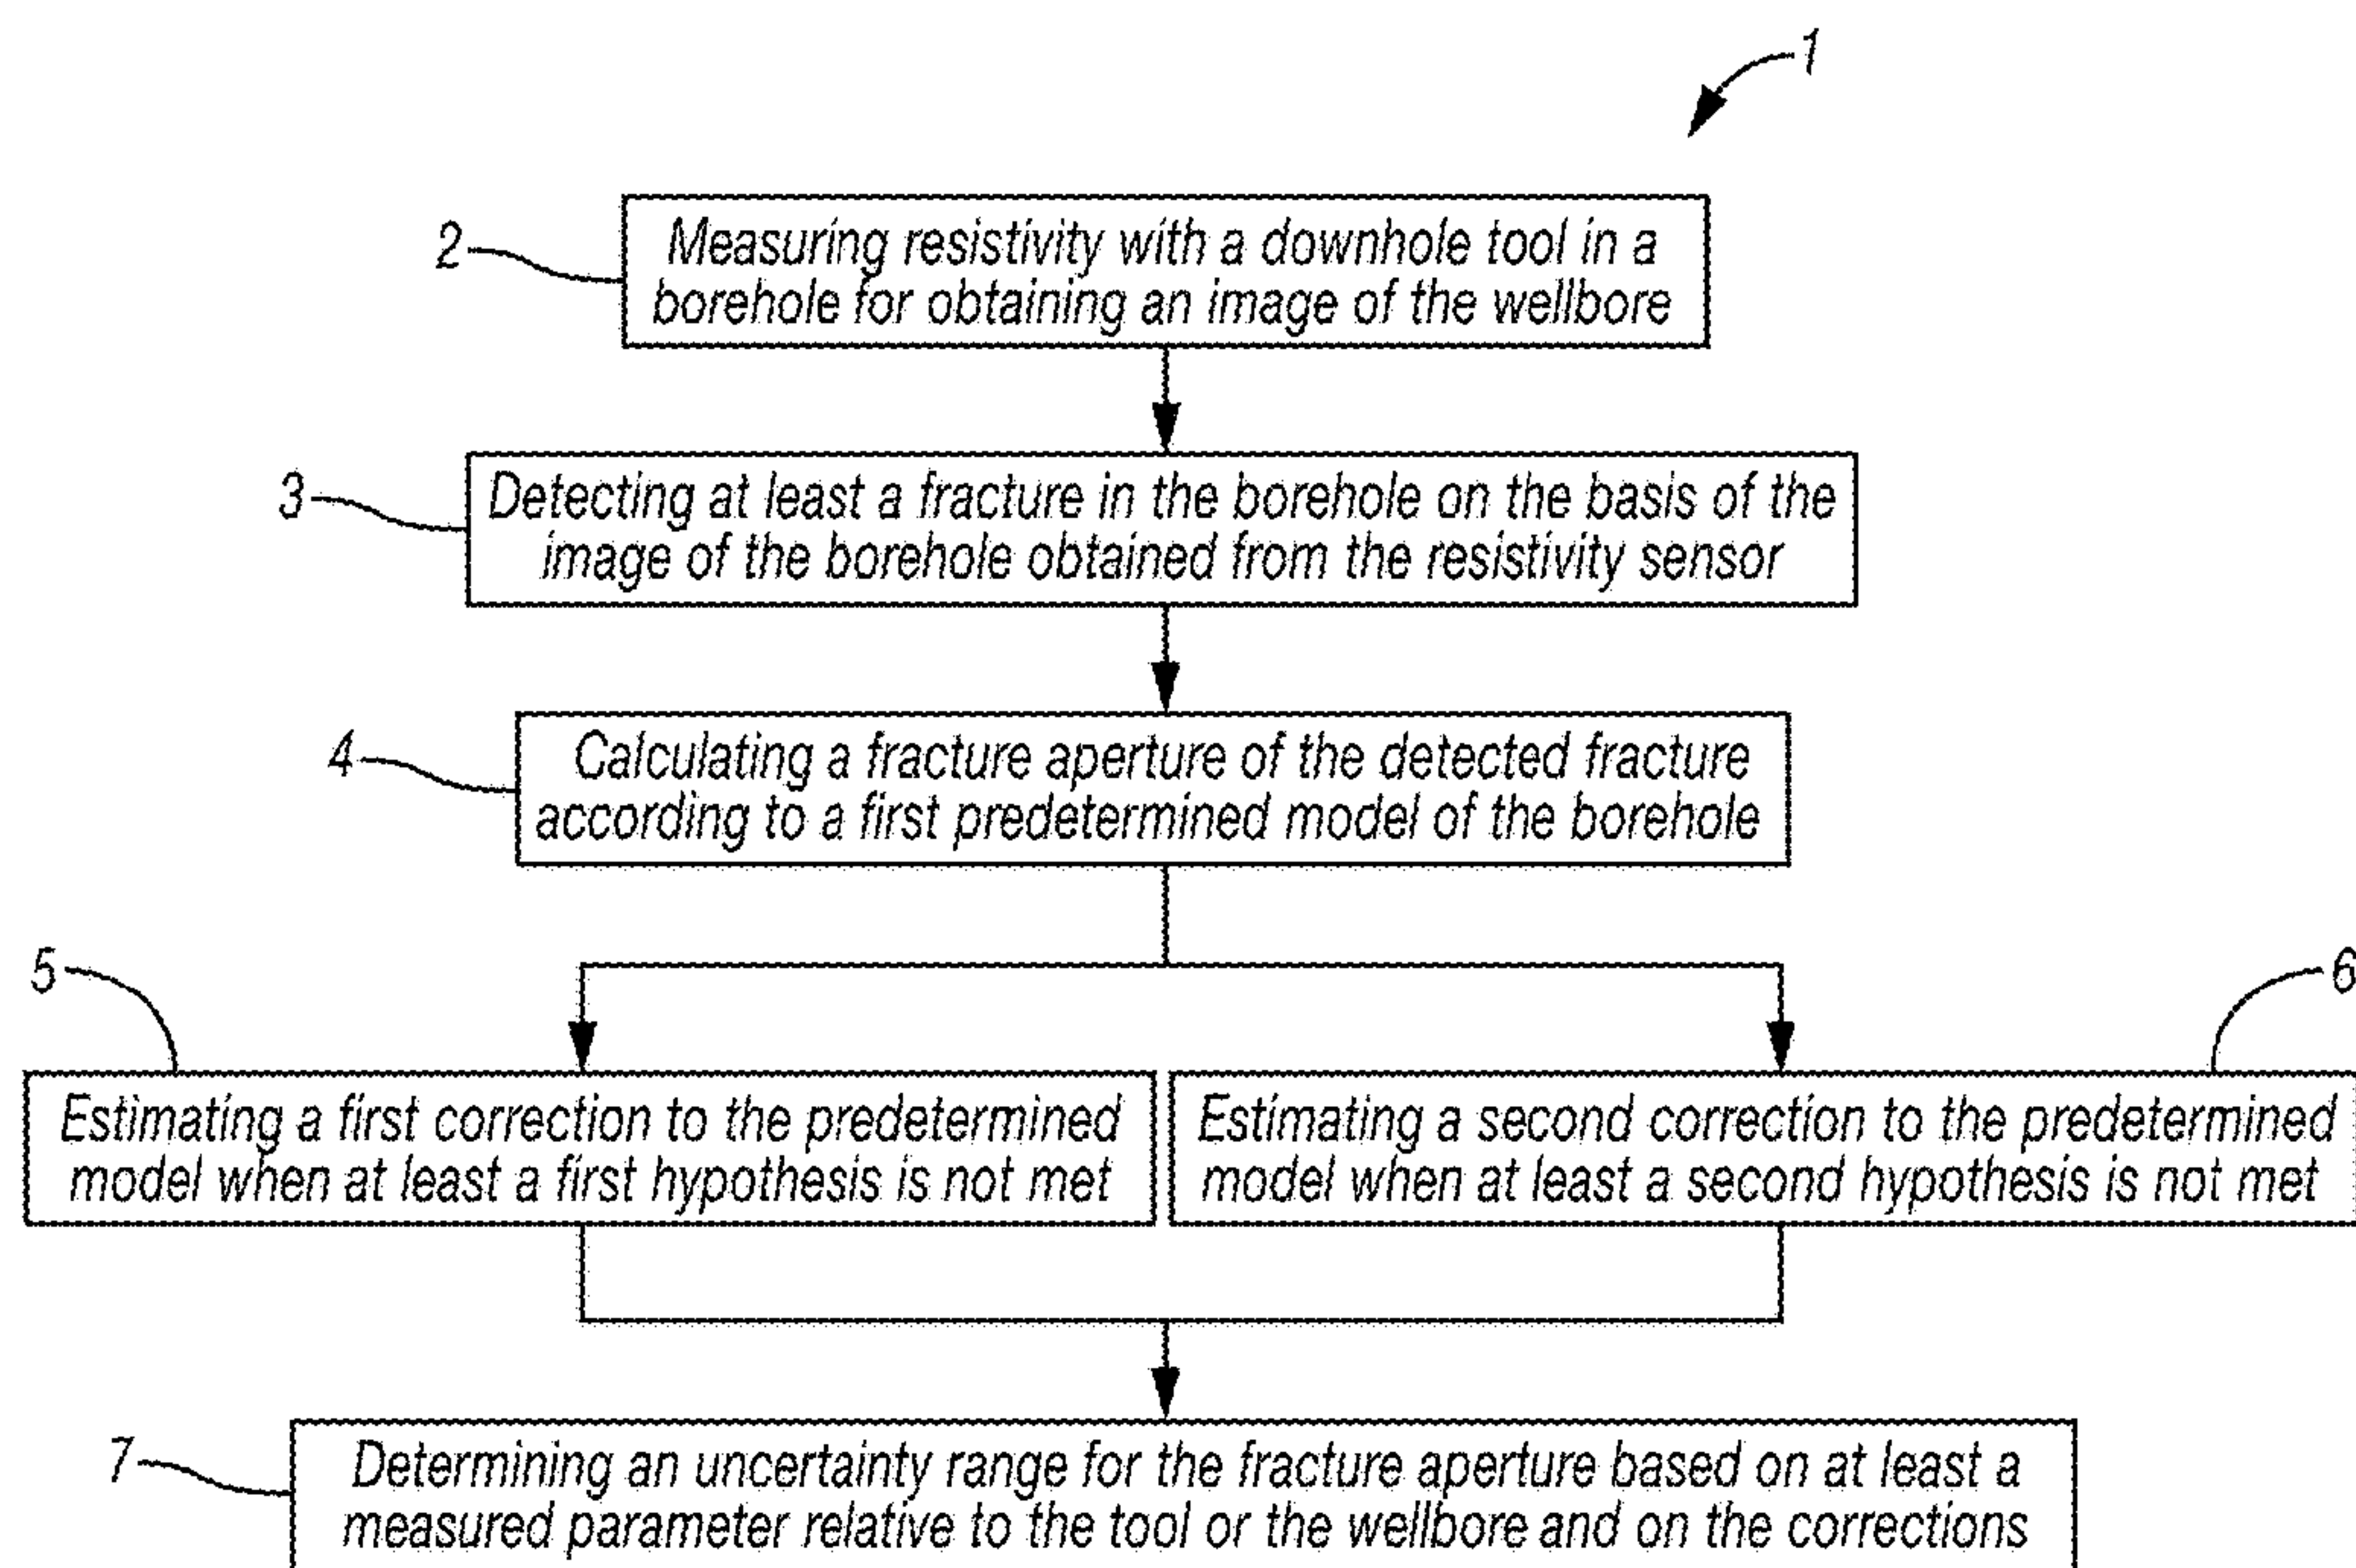 1
2
Measuring resistivity with a downhole tool in a
borehole for obtaining an image of the wellbore
3
Detecting at least a fracture in the borehole on the basis of the
image of the borehole obtained from the resistivity sensor
4
Calculating a fracture aperture of the detected fracture
according to a first predetermined model of the borehole
5
6
Estimating a first correction to the predetermined
model when at least a first hypothesis is not met
Estimating a second correction to the predetermined
model when at least a second hypothesis is not met
7
Determining an uncertainty range for the fracture aperture based on at least a
measured parameter relative to the tool or the wellbore and on the corrections